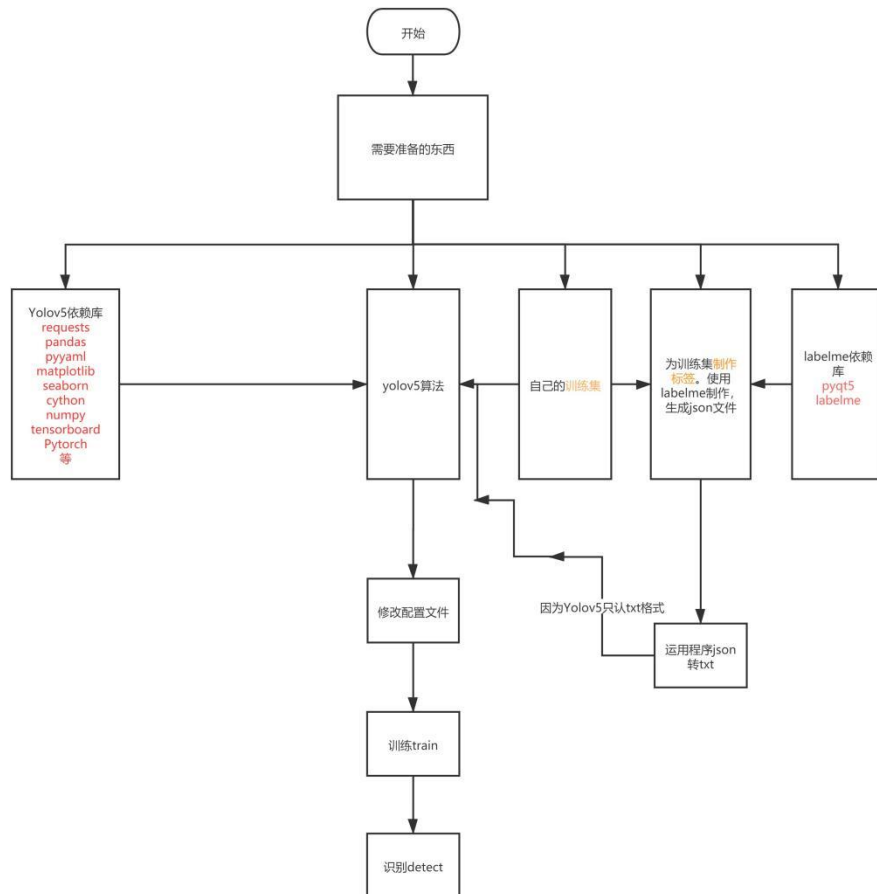 开始
需要准备的东西
Yolov5依赖库
requests
pandas
pyyaml
matplotlib
seaborn
cython
numpy
tensorboard
Pytorch
等
yolov5算法
自己的训练集
为训练集制作
标签。使用
labelme制作，
生成json文件
labelme依赖
库
pyqt5
labelme
修改配置文件
因为Yolov5只认txt格式
运用程序json
转txt
训练train
识别detect